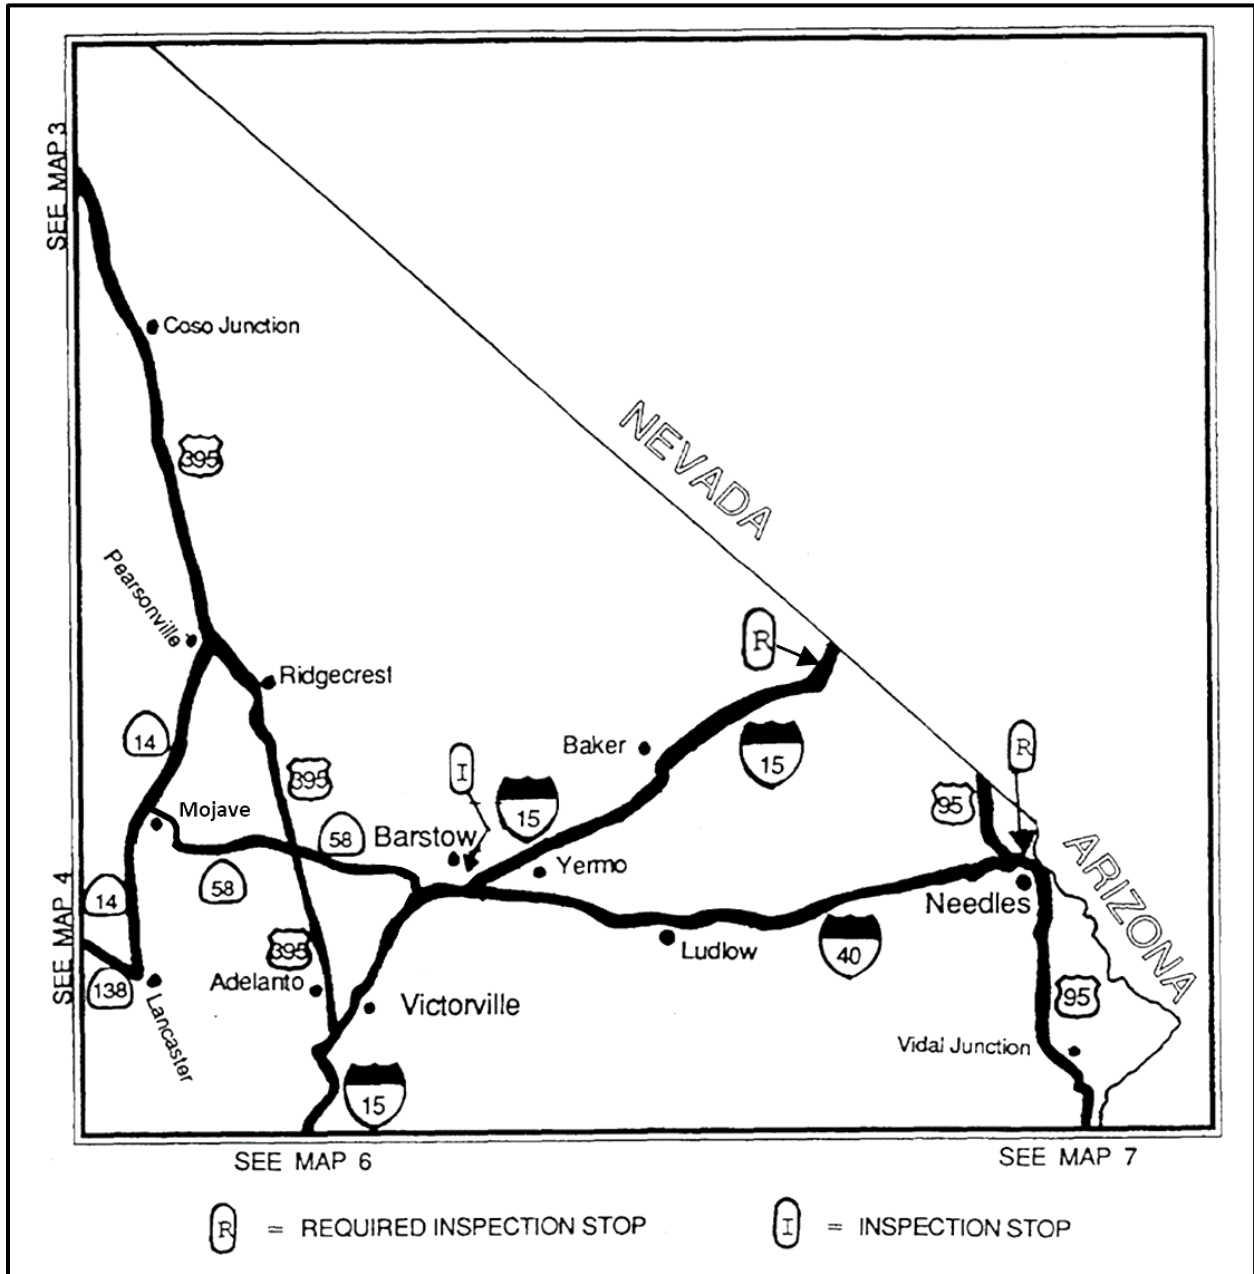 SEE MAP 3
Coso Junction
395
NEVADA
Pearsonville
Ridgecrest
R
14
Baker
15
R
395
I
15
95
Mojave
58
Barstow
ARIZONA
58
Yermo
14
Needles
SEE MAP 4
395
Ludlow
40
138
Adelanto
95
Lancaster
Victorville
Vidal Junction
15
SEE MAP 6
SEE MAP 7
R = REQUIRED INSPECTION STOP
I = INSPECTION STOP